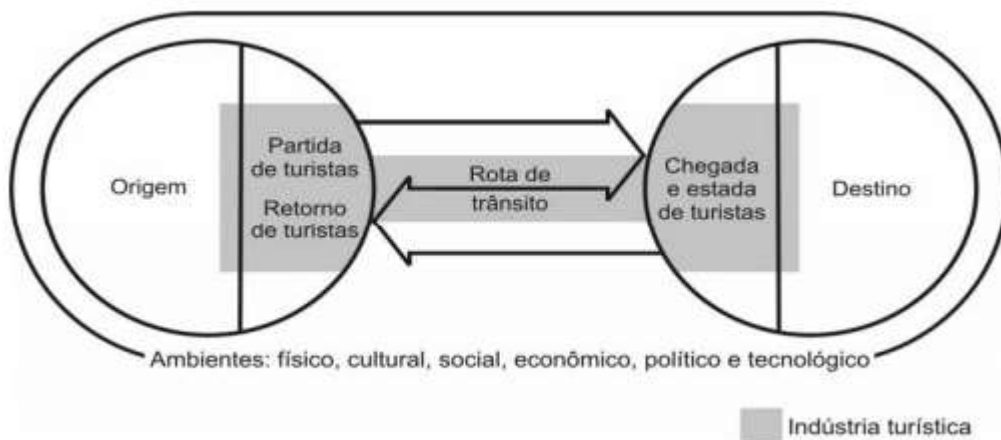 Origem
Partida
de turistas
Retorno
de turistas
Rota de
trânsito
Chegada
e estada
de turistas
Destino
Ambientes: físico, cultural, social, econômico, político e tecnológico
Indústria turística